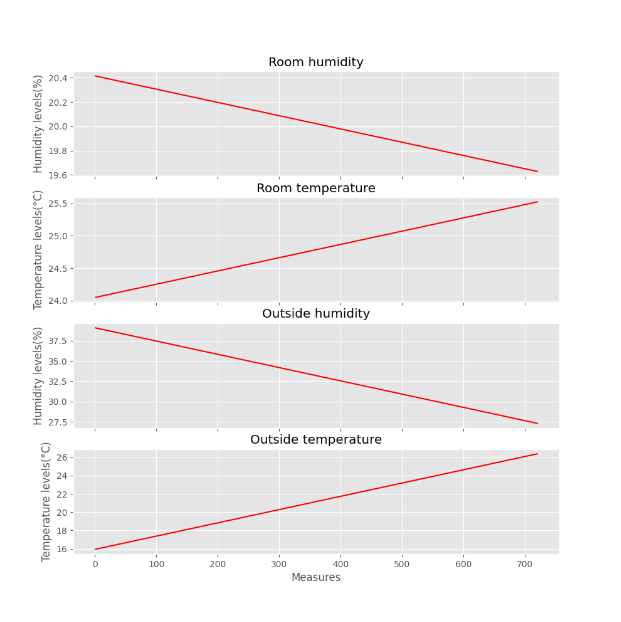 Room humidity
Humidity levels(%)
20.4
20.2
20.0
19.8
19.6
Room temperature
Temperature levels(°C)
25.5
25.0
24.5
24.0
Outside humidity
Humidity levels(%)
37.5
35.0
32.5
30.0
27.5
Outside temperature
Temperature levels(°C)
26
24
22
20
18
16
0 100 200 300 400 500 600 700
Measures